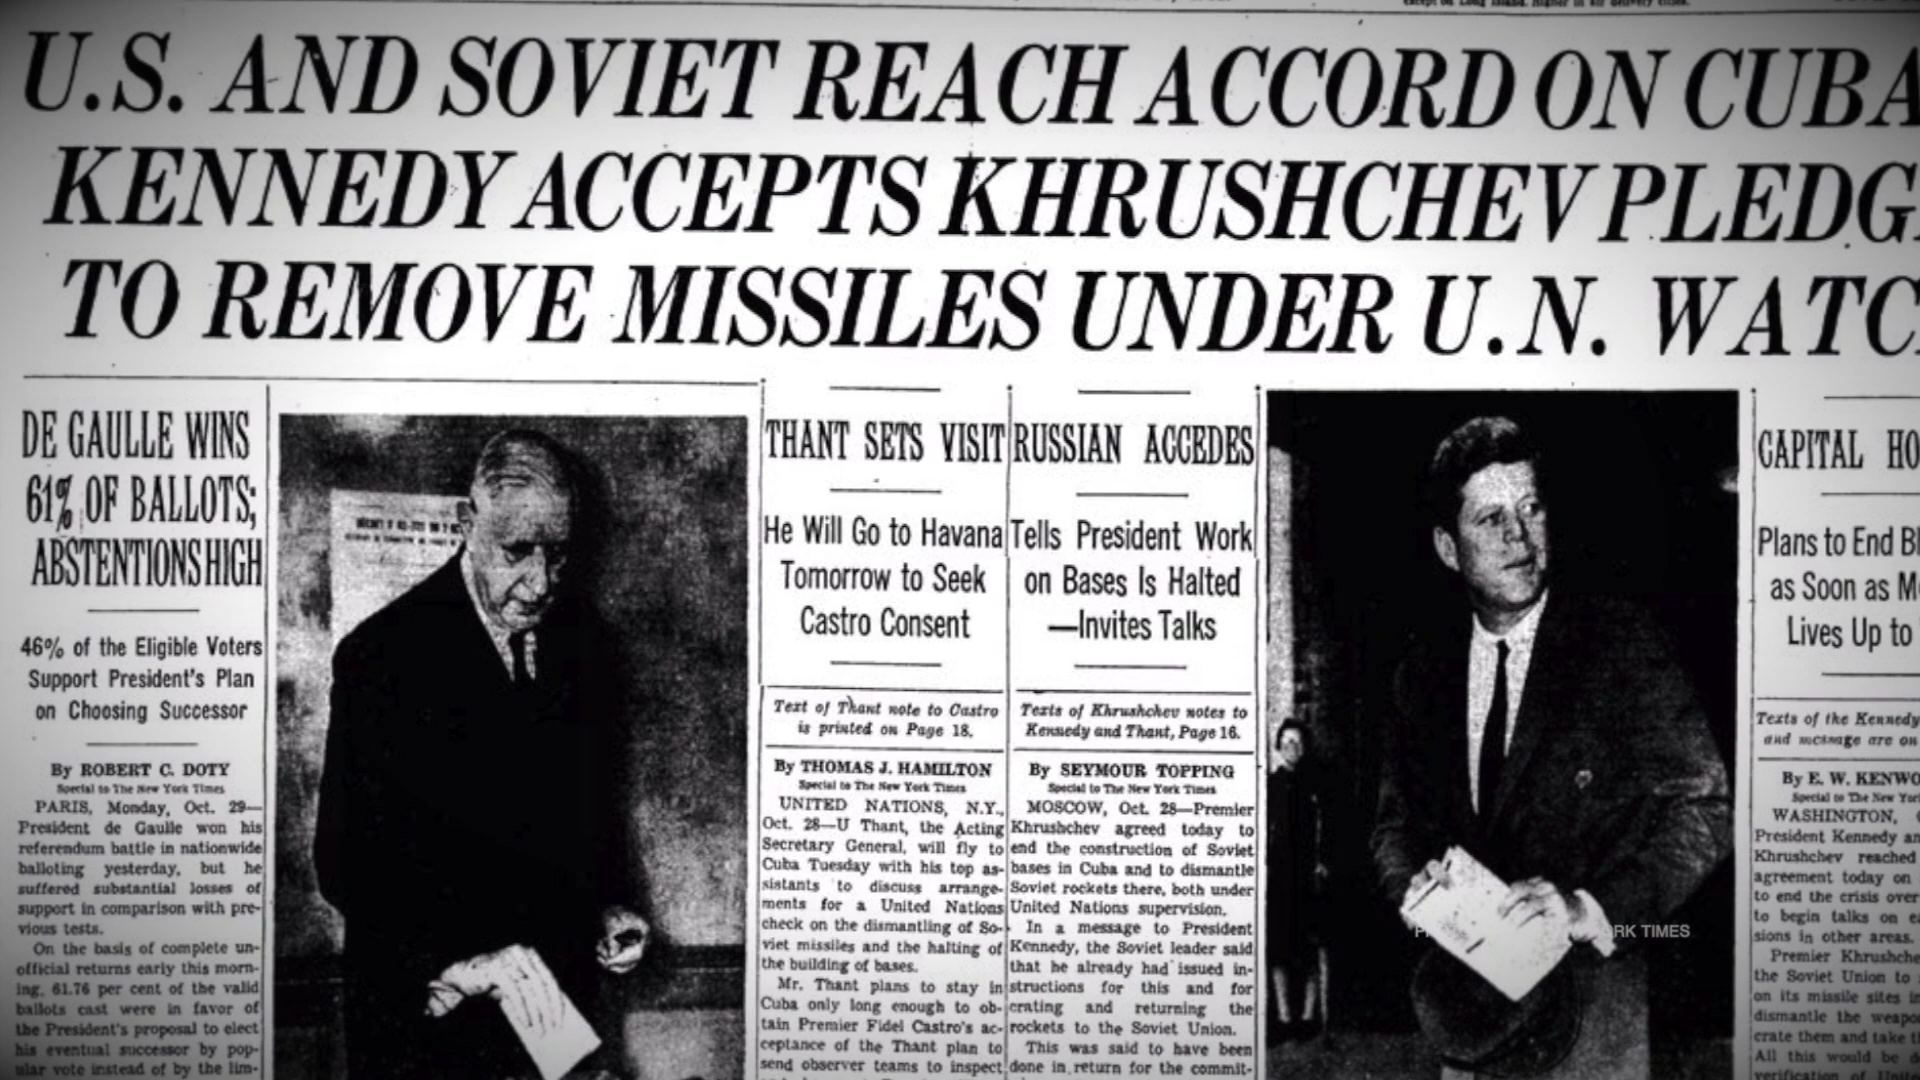 except on Long Island. Higher in air delivery cities.
U.S. AND SOVIET REACH ACCORD ON CUBA
KENNEDY ACCEPTS KHRUSHCHEV PLEDG
TO REMOVE MISSILES UNDER U.N. WATC
DE GAULLE WINS
61% OF BALLOTS;
ABSTENTIONS HIGH
46% of the Eligible Voters
Support President's Plan
on Choosing Successor
By ROBERT C. DOTY
Special to The New York Times
PARIS, Monday, Oct. 29—
President de Gaulle won his
referendum battle in nationwide
balloting yesterday, but he
suffered substantial losses of
support in comparison with pre-
vious tests.
On the basis of complete un-
official returns early this morn-
ing, 61.76 per cent of the valid
ballots cast were in favor of
the President's proposal to elect
his eventual successor by pop-
ular vote instead of by the lim-
THANT SETS VISIT
He Will Go to Havana
Tomorrow to Seek
Castro Consent
Text of Thant note to Castro
is printed on Page 18.
By THOMAS J. HAMILTON
Special to The New York Times
UNITED NATIONS, N.Y.,
Oct. 28—U Thant, the Acting
Secretary General, will fly to
Cuba Tuesday with his top as-
sistants to discuss arrange-
ments for a United Nations
check on the dismantling of So-
viet missiles and the halting of
the building of bases.
Mr. Thant plans to stay in
Cuba only long enough to ob-
tain Premier Fidel Castro's ac-
ceptance of the Thant plan to
send observer teams to inspect
RUSSIAN ACCEDES
Tells President Work
on Bases Is Halted
—Invites Talks
Texts of Khrushchev notes to
Kennedy and Thant, Page 16.
By SEYMOUR TOPPING
Special to The New York Times
MOSCOW, Oct. 28—Premier
Khrushchev agreed today to
end the construction of Soviet
bases in Cuba and to dismantle
Soviet rockets there, both under
United Nations supervision.
In a message to President
Kennedy, the Soviet leader said
that he already had issued in-
structions for this and for
crating and returning the
rockets to the Soviet Union.
This was said to have been
done in return for the commit-
RK TIMES
CAPITAL HO
Plans to End Bl
as Soon as M
Lives Up to
Texts of the Kennedy
and message are on
By E. W. KENWO
Special to The New Yor
WASHINGTON,
President Kennedy an
Khrushchev reached
agreement today on
to end the crisis over
to begin talks on ea
sions in other areas.
Premier Khrushche
the Soviet Union to
on its missile sites in
dismantle the weapo
crate them and take th
All this would be d
verification of United